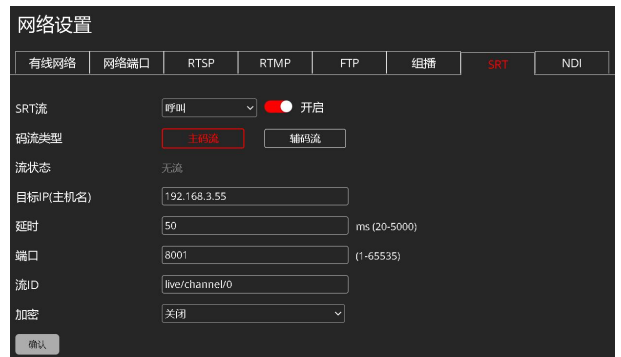 网络设置
有线网络 网络端口 RTSP RTMP FTP 组播 SRT NDI
SRT流 呼叫 开启
码流类型 主码流 辅码流
流状态 无流
目标IP(主机名) 192.168.3.55
延时 50 ms (20-5000)
端口 8001 (1-65535)
流ID live/channel/0
加密 关闭
确认